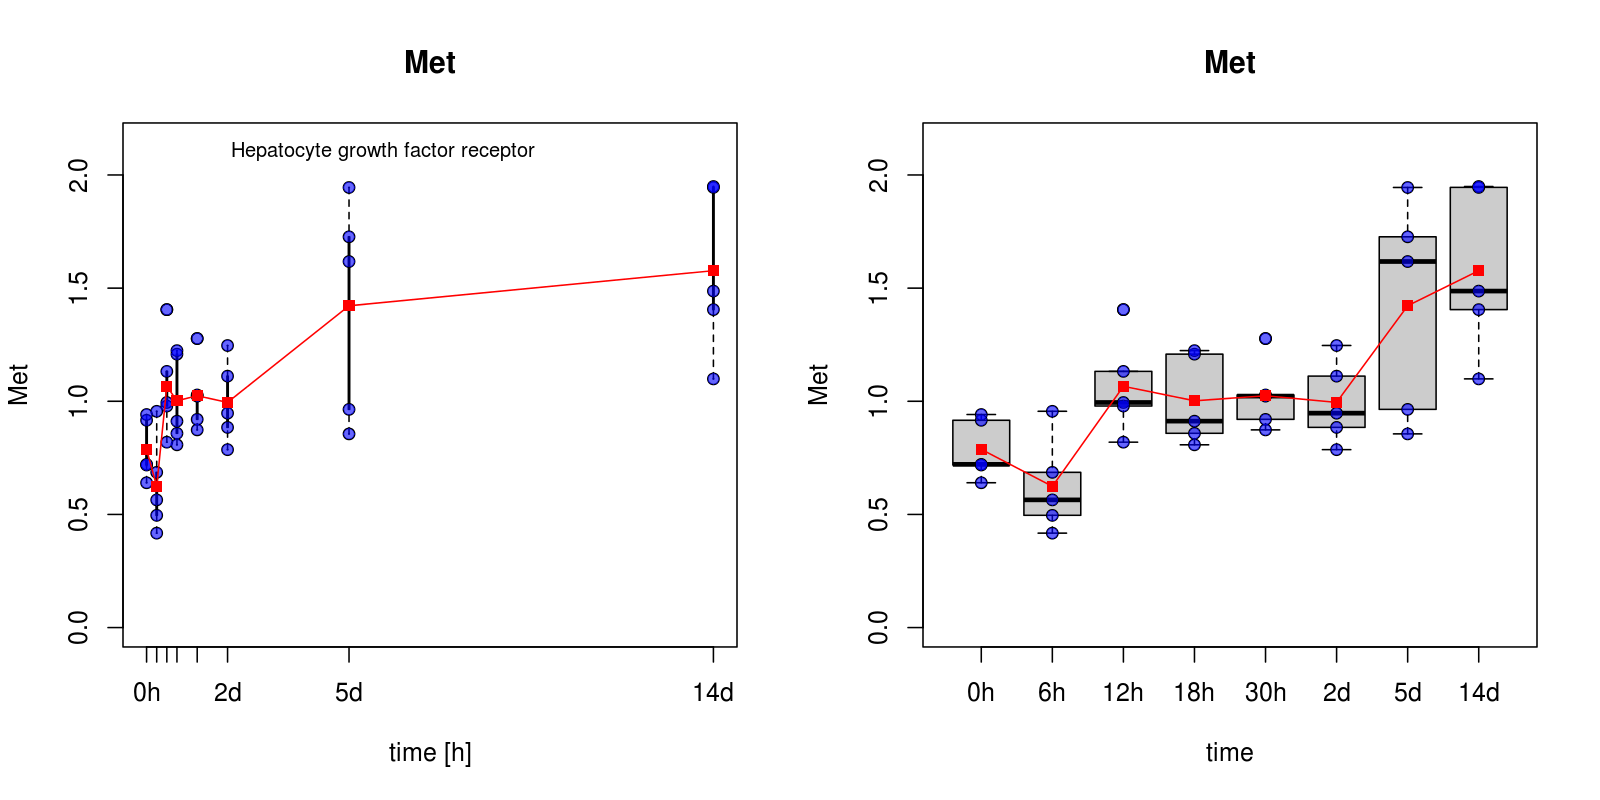 Met
Hepatocyte growth factor receptor
Met
0.0 0.5 1.0 1.5 2.0
0h 2d 5d 14d
time [h]
Met
Met
0.0 0.5 1.0 1.5 2.0
0h 6h 12h 18h 30h 2d 5d 14d
time